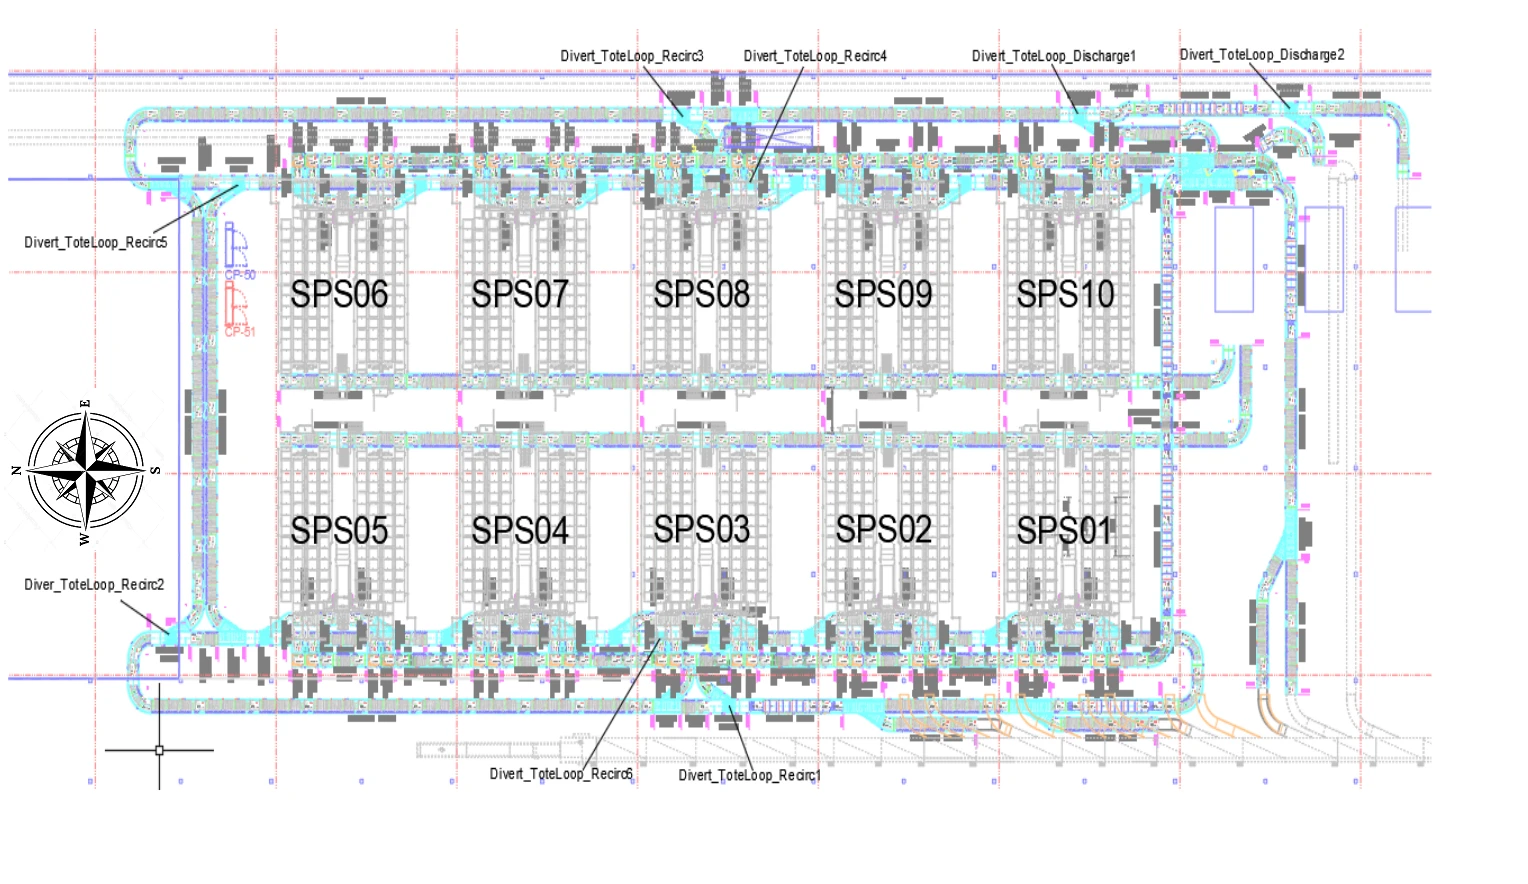 Divert_ToteLoop_Recirc3
Divert_ToteLoop_Recirc4
Divert_ToteLoop_Discharge1
Divert_ToteLoop_Discharge2
Divert_ToteLoop_Recirc5
CP-50
SPS06
SPS07
SPS08
SPS09
SPS10
CP-51
E
N
S
W
SPS05
SPS04
SPS03
SPS02
SPS01
Diver_ToteLoop_Recirc2
Divert_ToteLoop_Recirc6
Divert_ToteLoop_Recirc1